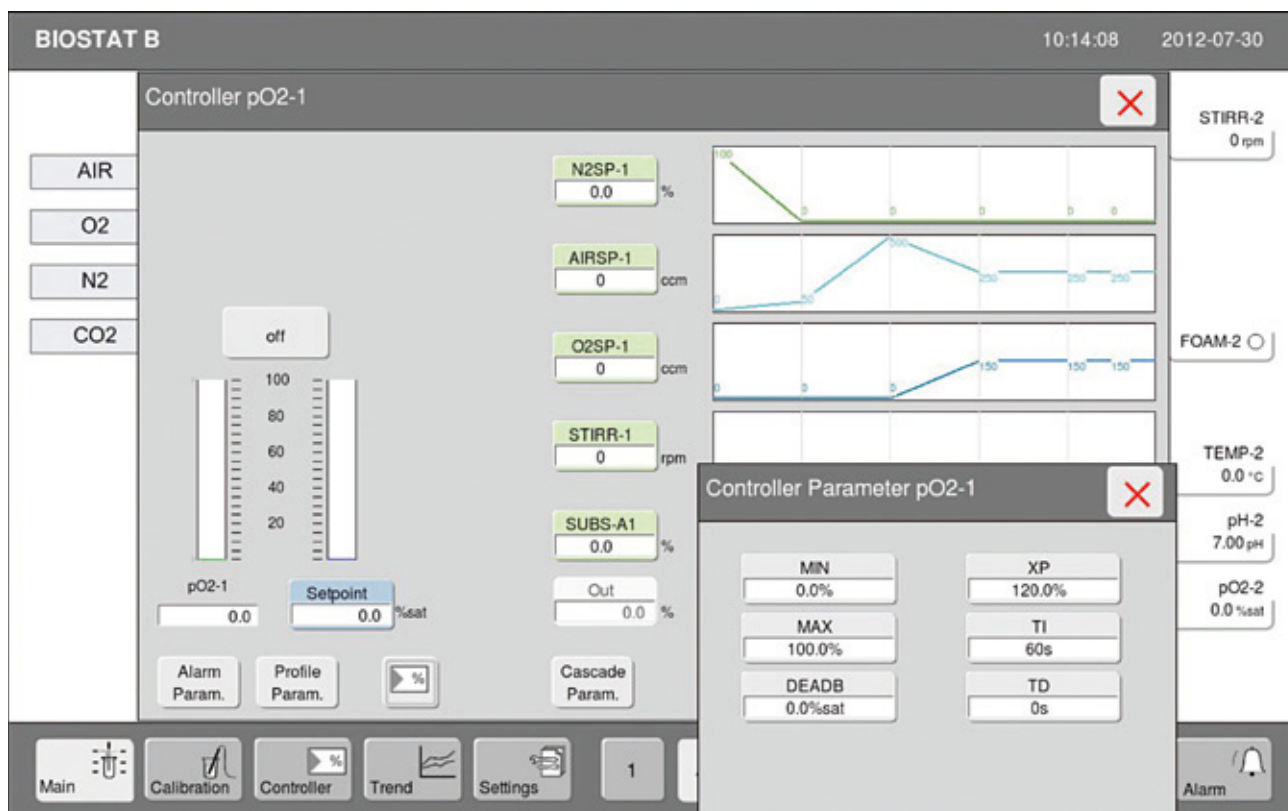 BIOSTAT B
10:14:08 2012-07-30
Controller pO2-1
STIRR-2
0 rpm
AIR
O2
N2
CO2
off
100
80
60
40
20
pO2-1
0.0
Setpoint
0.0 %sat
Alarm
Param.
Profile
Param.
%
N2SP-1
0.0 %
AIRSP-1
0 ccm
O2SP-1
0 ccm
STIRR-1
0 rpm
SUBS-A1
0.0 %
Out
0.0 %
Cascade
Param.
100 0 0 0 0 0
0 50 500 250 250 250
0 0 0 150 150 150
Controller Parameter pO2-1
MIN
0.0%
XP
120.0%
MAX
100.0%
TI
60s
DEADB
0.0%sat
TD
0s
FOAM-2
TEMP-2
0.0 °C
pH-2
7.00 pH
pO2-2
0.0 %sat
Main
Calibration
%
Controller
Trend
Settings
1
Alarm